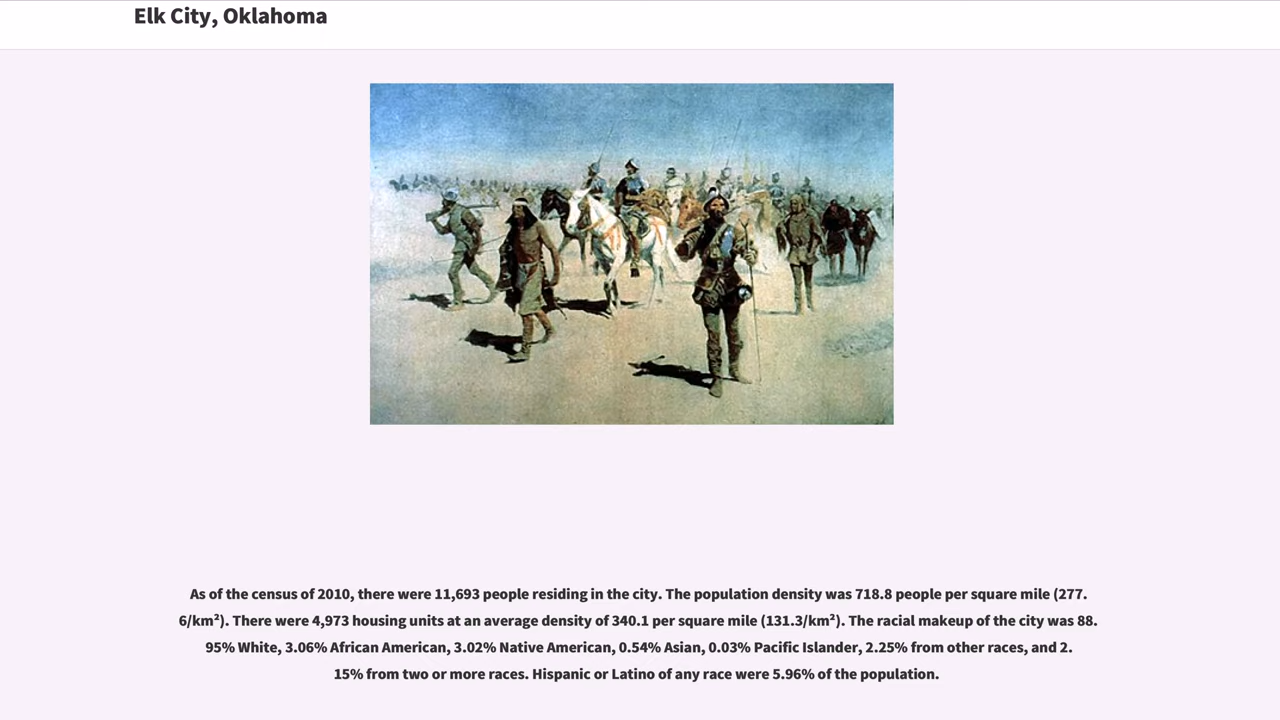 Elk City, Oklahoma
As of the census of 2010, there were 11,693 people residing in the city. The population density was 718.8 people per square mile (277.
6/km²). There were 4,973 housing units at an average density of 340.1 per square mile (131.3/km²). The racial makeup of the city was 88.
95% White, 3.06% African American, 3.02% Native American, 0.54% Asian, 0.03% Pacific Islander, 2.25% from other races, and 2.
15% from two or more races. Hispanic or Latino of any race were 5.96% of the population.